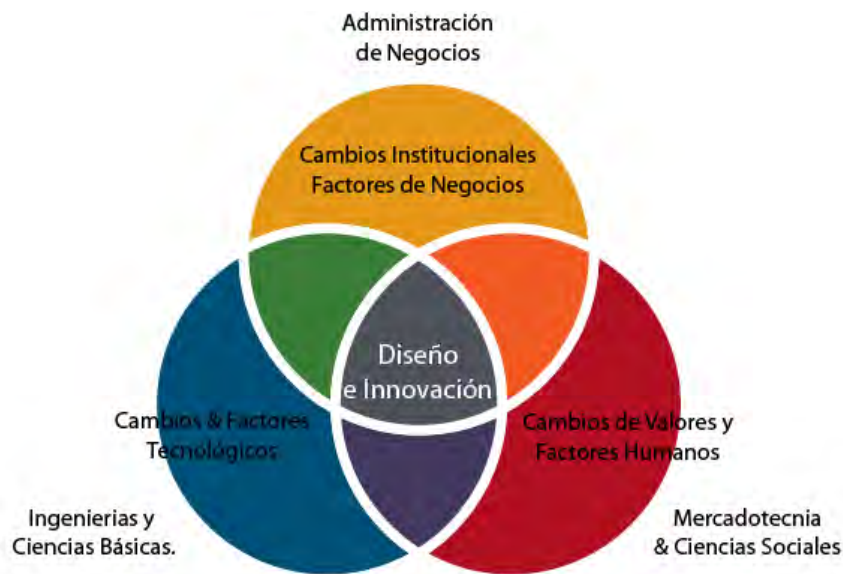 Administración
de Negocios
Cambios Institucionales
Factores de Negocios
Diseño
e Innovación
Cambios & Factores
Tecnológicos
Cambios de Valores y
Factores Humanos
Ingenierias y
Ciencias Básicas.
Mercadotecnia
& Ciencias Sociales